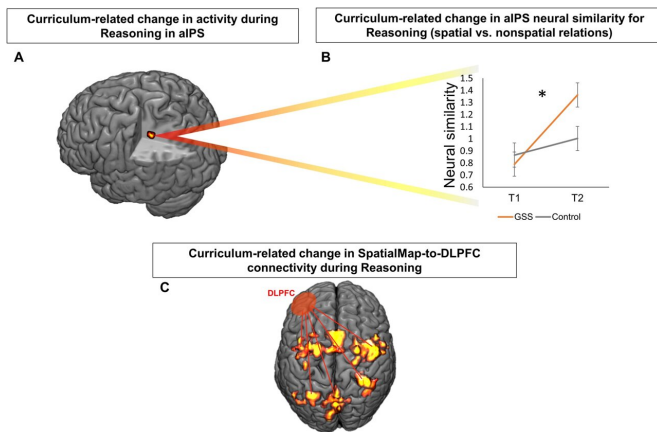 Curriculum-related change in activity during
Reasoning in aIPS
Curriculum-related change in aIPS neural similarity for
Reasoning (spatial vs. nonspatial relations)
A
B
Neural similarity
1.5
1.4
1.3
1.2
1.1
1
0.9
0.8
0.7
0.6
*
T1 T2
GSS Control
Curriculum-related change in SpatialMap-to-DLPFC
connectivity during Reasoning
C
DLPFC